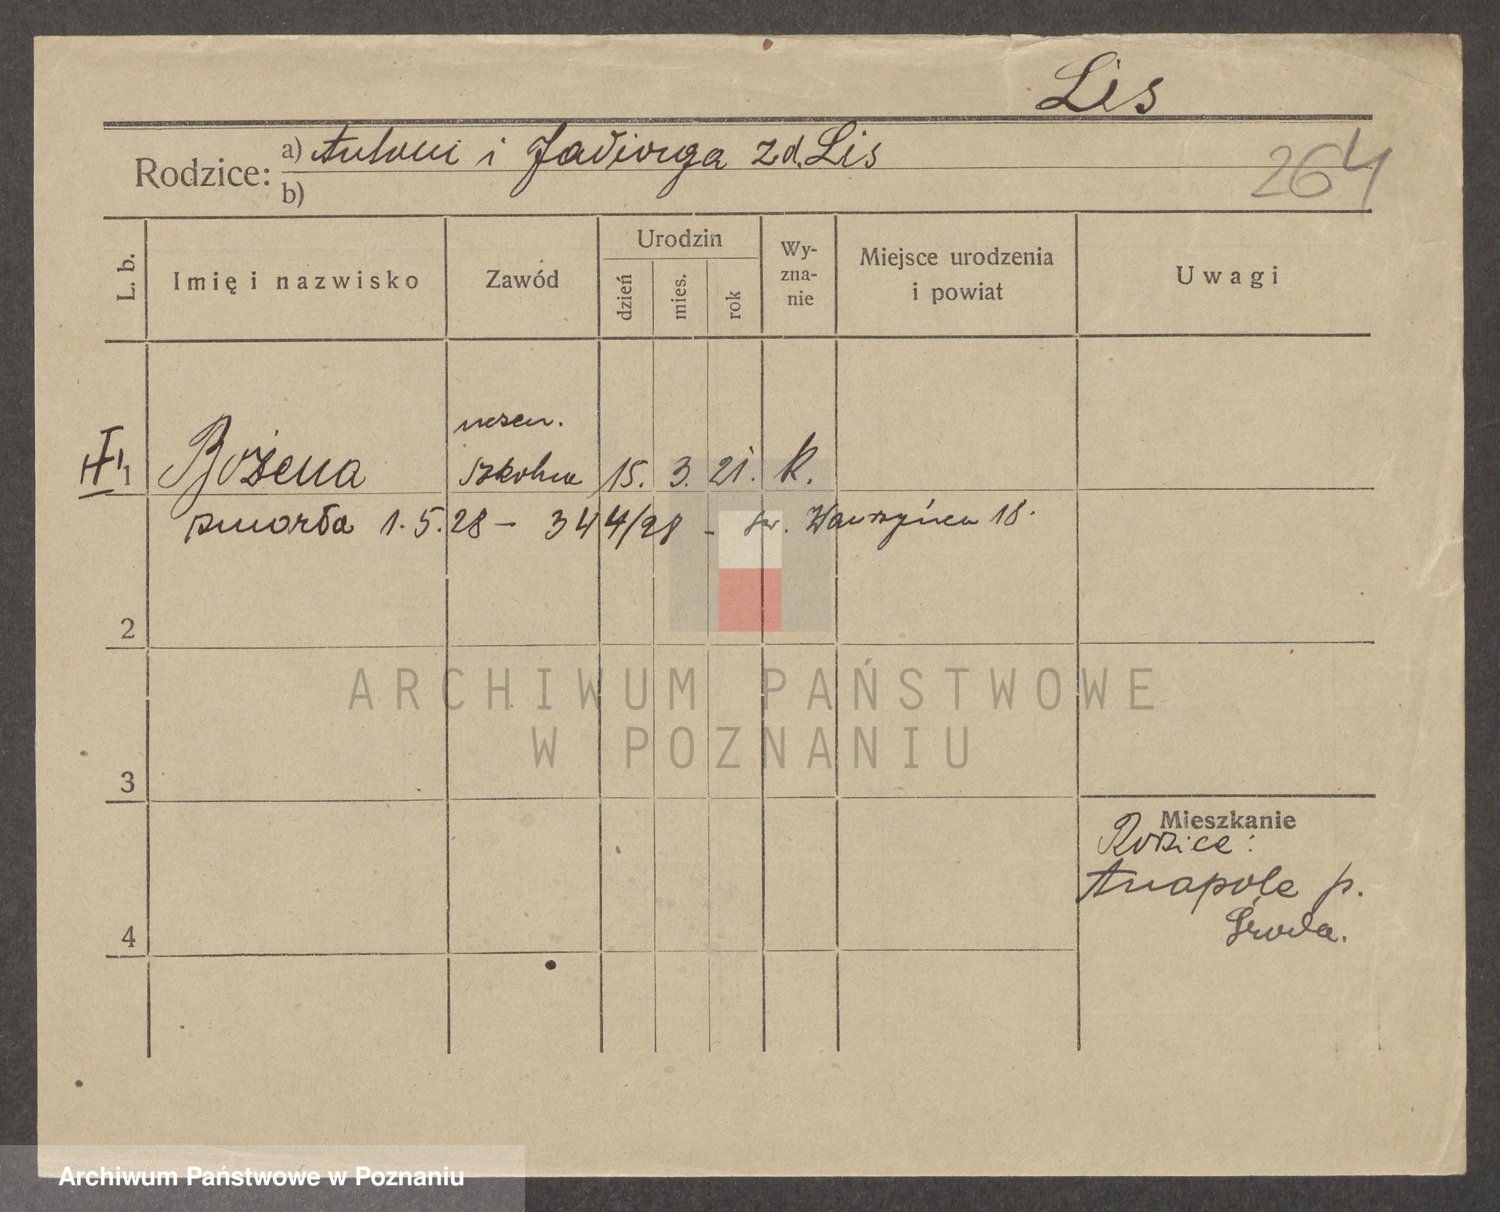 Lis
Rodzice: a) Antoni i Jadwiga zd. Lis
b)
264
L. b.
Imię i nazwisko
Zawód
Urodzin
dzień
mies.
rok
Wy-
zna-
nie
Miejsce urodzenia
i powiat
Uwagi
uczen.
Bożena szkolna 15. 3. 21. k.
zmarła 1.5.28 - 344/28 - św. Wawrzyńca 18.
2
3
4
Mieszkanie
Rodzice:
Anapole p.
Środa.
ARCHIWUM PAŃSTWOWE
W POZNANIU
Archiwum Państwowe w Poznaniu